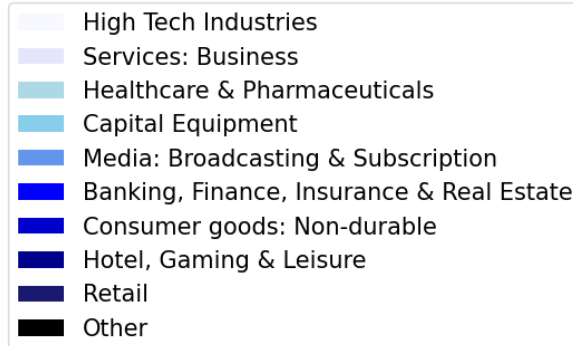 High Tech Industries
Services: Business
Healthcare & Pharmaceuticals
Capital Equipment
Media: Broadcasting & Subscription
Banking, Finance, Insurance & Real Estate
Consumer goods: Non-durable
Hotel, Gaming & Leisure
Retail
Other